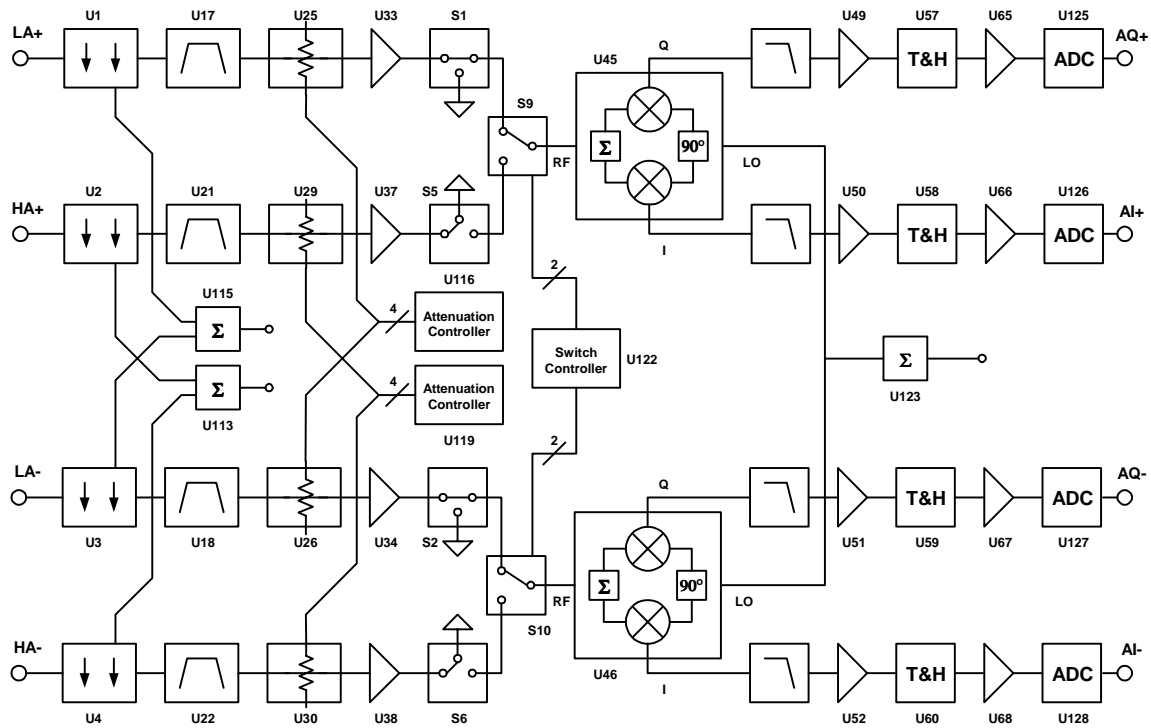 U1 U17 U25 U33 S1 U49 U57 U65 U125
LA+ AQ+
U45 Q
T&H ADC
S9
Σ 90°
RF LO
U2 U21 U29 U37 S5 U50 U58 U66 U126
HA+ AI+
T&H ADC
I
2
U116
U115
4 Attenuation
Controller
Σ
Switch
Controller
U122
Σ
U123
4 Attenuation
Controller
Σ
U113
U119
2
LA- Q AQ-
T&H ADC
U3 U18 U26 U34 S2 U51 U59 U67 U127
Σ 90°
RF LO
S10
HA- AI-
U46 I
T&H ADC
U4 U22 U30 U38 S6 U52 U60 U68 U128